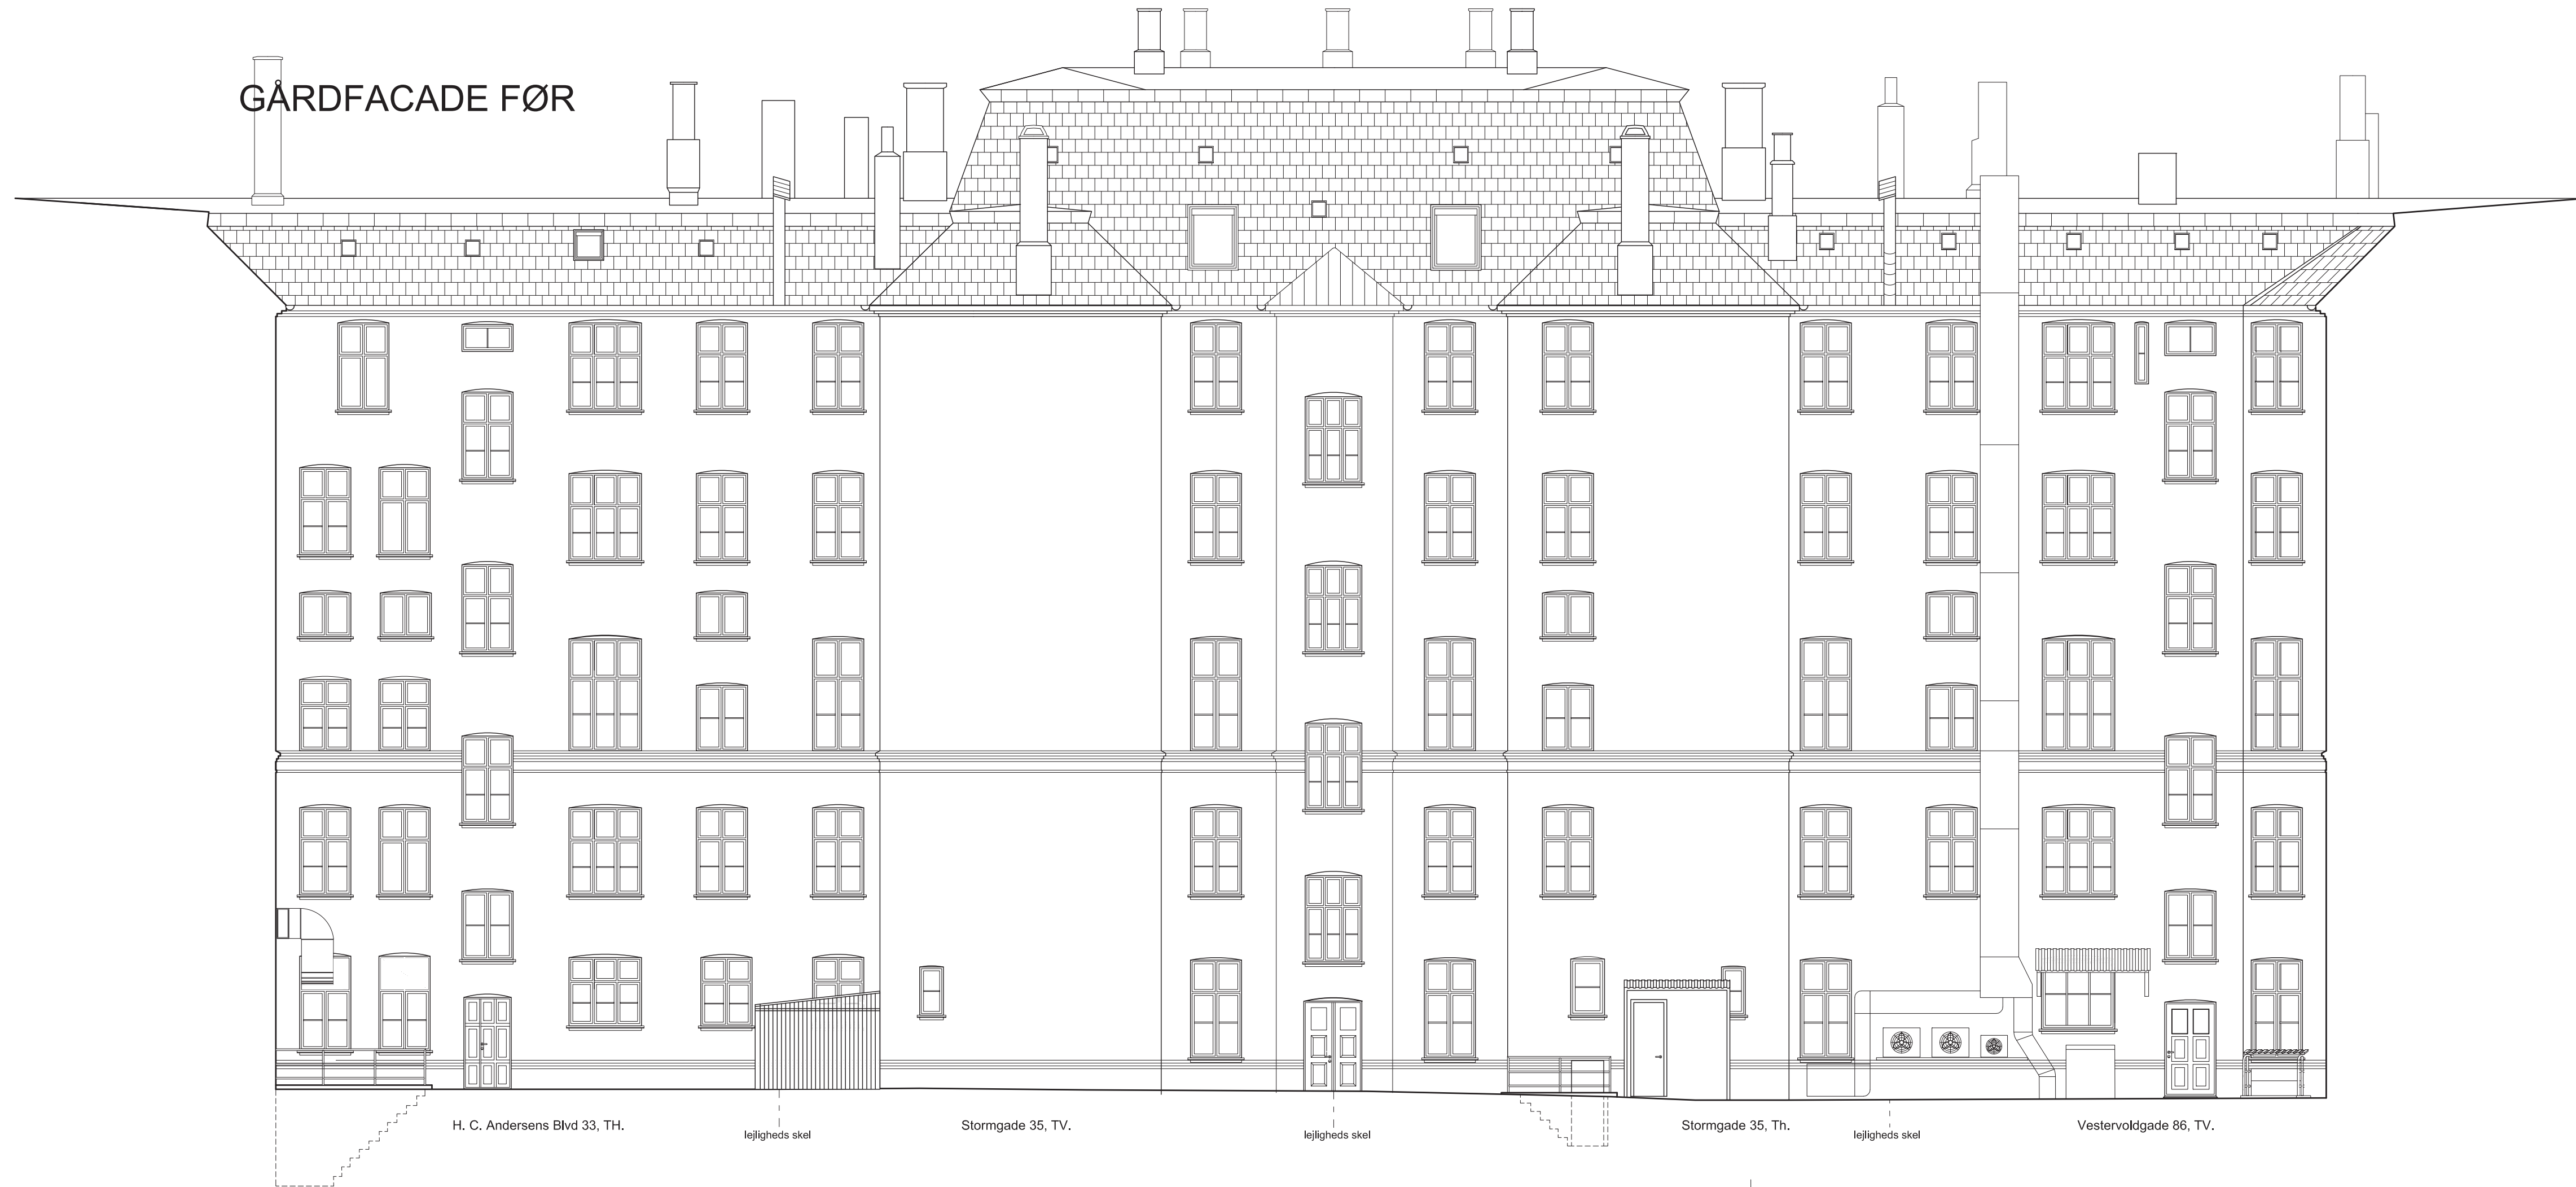 GÅRDFACADE FØR
H. C. Andersens Blvd 33, TH.
lejligheds skel
Stormgade 35, TV.
lejligheds skel
Stormgade 35, Th.
lejligheds skel
Vestervoldgade 86, TV.